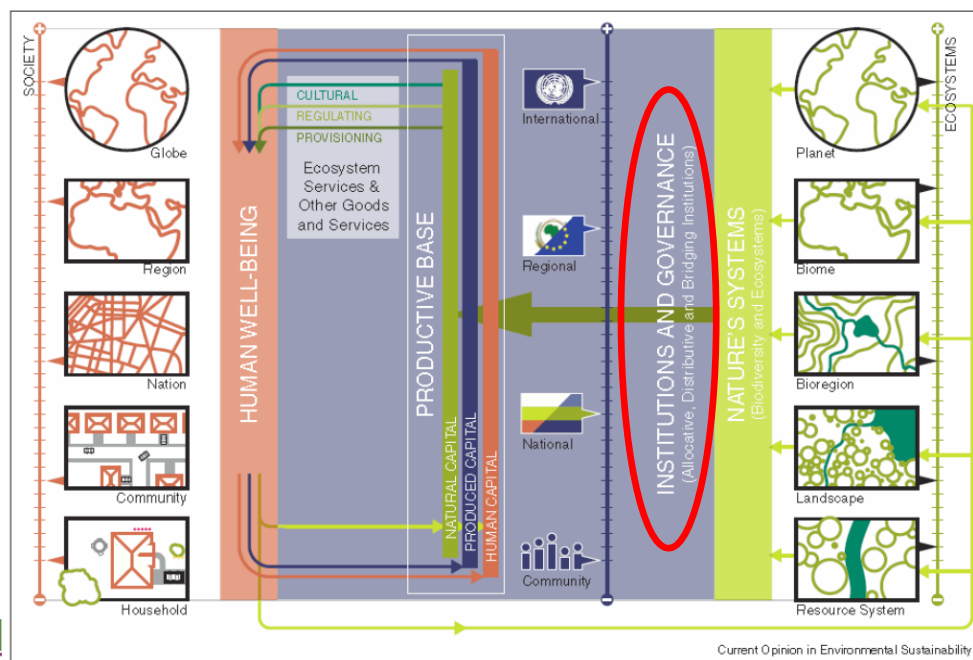 SOCIETY
Globe
Region
Nation
Community
Household
HUMAN WELL-BEING
CULTURAL
REGULATING
PROVISIONING
Ecosystem
Services &
Other Goods
and Services
PRODUCTIVE BASE
NATURAL CAPITAL
PRODUCED CAPITAL
HUMAN CAPITAL
International
Regional
National
Community
INSTITUTIONS AND GOVERNANCE
(Allocative, Distributive and Bridging Institutions)
NATURE'S SYSTEMS
(Biodiversity and Ecosystems)
Planet
Biome
Bioregion
Landscape
Resource System
ECOSYSTEMS
Current Opinion in Environmental Sustainability